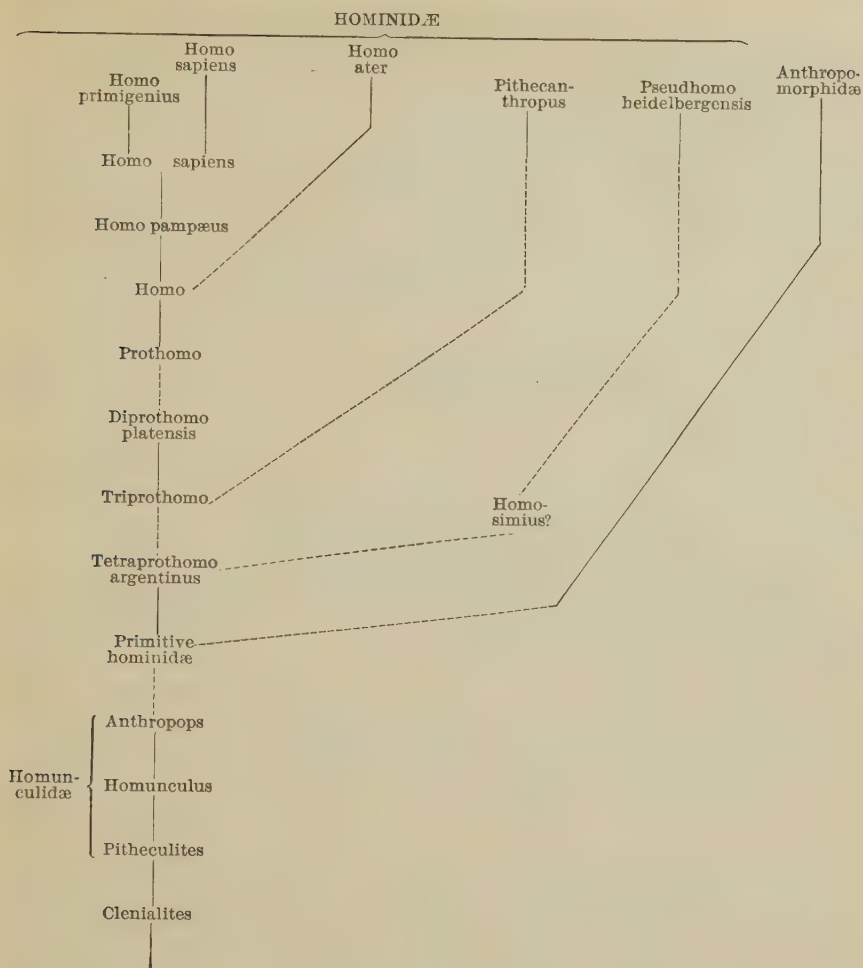 HOMINIDÆ
Homo
sapiens
Homo
ater
Homo
primigenius
Pithecan-
thropus
Pseudhomo
heidelbergensis
Anthropo-
morphidæ
Homo sapiens
Homo pampæus
Homo
Prothomo
Diprothomo
platensis
Triprothomo
Homo-
simius?
Tetraprothomo
argentinus
Primitive
hominidæ
Anthropops
Homun-
culidæ
Homunculus
Pitheculites
Clenialites